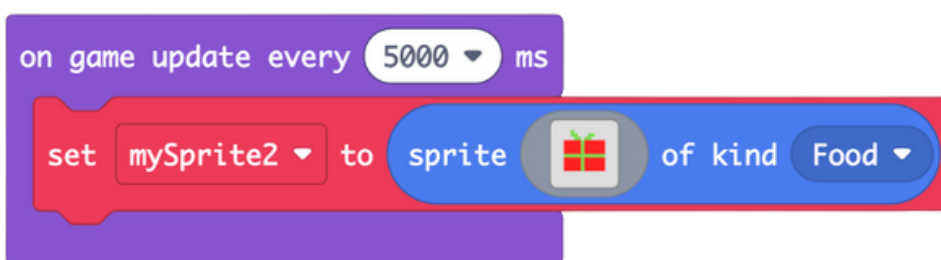 on game update every 5000 ms
set mySprite2 to sprite of kind Food